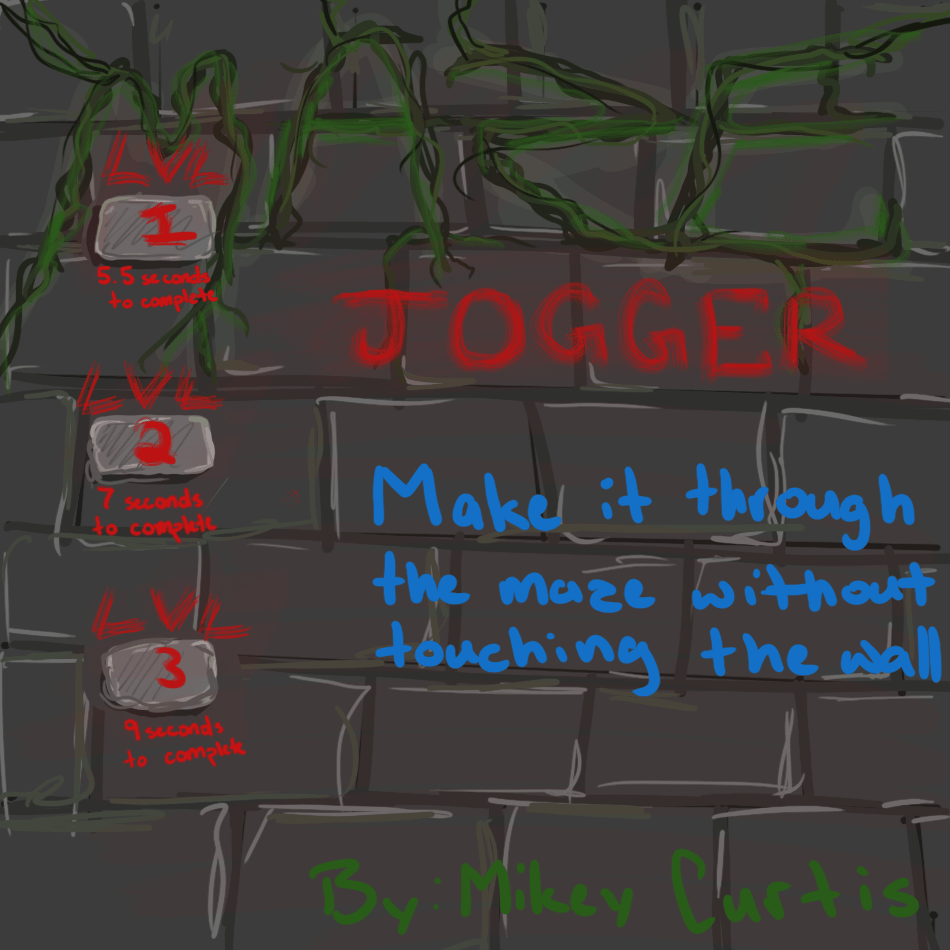 MAZE
JOGGER
LVL
1
5.5 seconds
to complete
LVL
2
7 seconds
to complete
LVL
3
9 seconds
to complete
Make it through
the maze without
touching the wall
By: Mikey Curtis